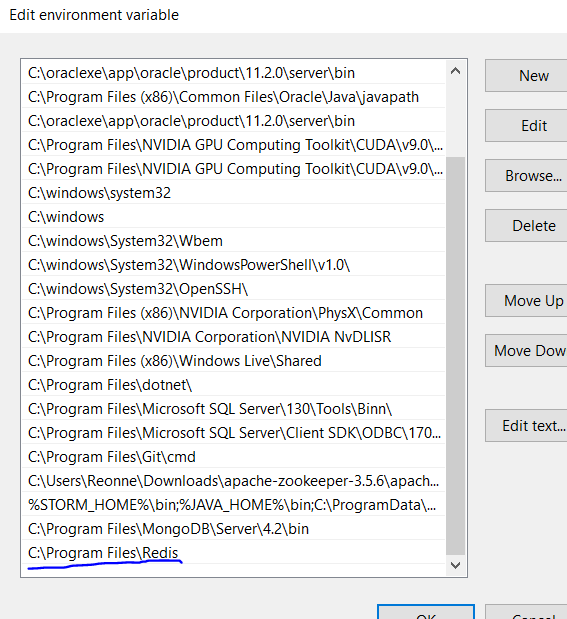 Edit environment variable
C:\oraclexe\app\oracle\product\11.2.0\server\bin
New
C:\Program Files (x86)\Common Files\Oracle\Java\javapath
C:\oraclexe\app\oracle\product\11.2.0\server\bin
Edit
C:\Program Files\NVIDIA GPU Computing Toolkit\CUDA\v9.0\...
C:\Program Files\NVIDIA GPU Computing Toolkit\CUDA\v9.0\...
Browse...
C:\windows\system32
C:\windows
Delete
C:\windows\System32\Wbem
C:\windows\System32\WindowsPowerShell\v1.0\
C:\windows\System32\OpenSSH\
Move Up
C:\Program Files (x86)\NVIDIA Corporation\PhysX\Common
C:\Program Files\NVIDIA Corporation\NVIDIA NvDLISR
Move Dow
C:\Program Files (x86)\Windows Live\Shared
C:\Program Files\dotnet\
C:\Program Files\Microsoft SQL Server\130\Tools\Binn\
Edit text...
C:\Program Files\Microsoft SQL Server\Client SDK\ODBC\170...
C:\Program Files\Git\cmd
C:\Users\Reonne\Downloads\apache-zookeeper-3.5.6\apach...
%STORM_HOME%\bin;%JAVA_HOME%\bin;C:\ProgramData\...
C:\Program Files\MongoDB\Server\4.2\bin
C:\Program Files\Redis
OK
Cancel